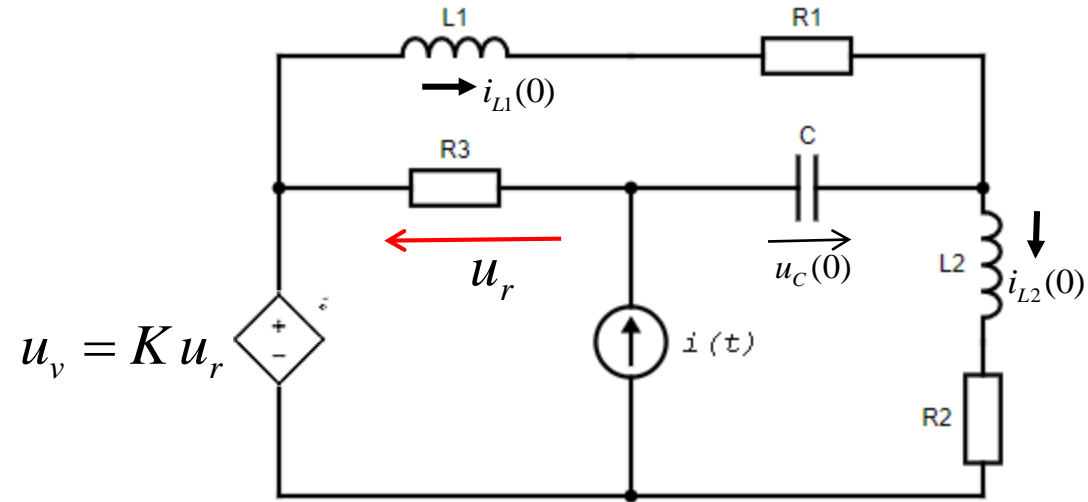 L1
R1
i_{L1}(0)
C
R3
u_r
u_C(0)
L2
i_{L2}(0)
+
−
u_v = K u_r
i(t)
R2